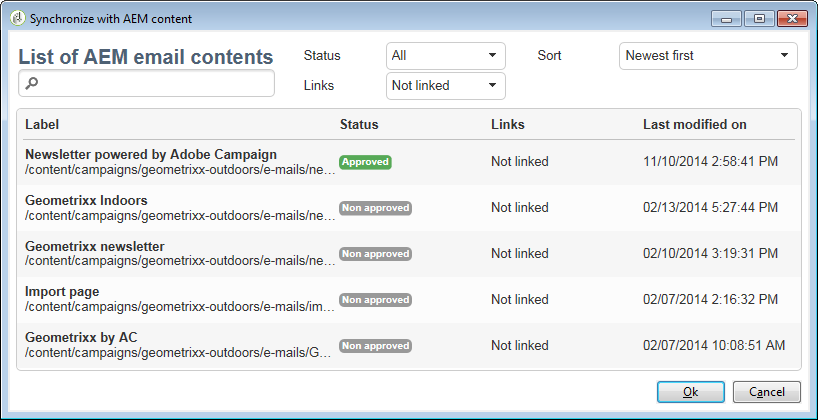 Synchronize with AEM content
List of AEM email contents
Status All Sort Newest first
Links Not linked
Label Status Links Last modified on
Newsletter powered by Adobe Campaign
/content/campaigns/geometrixx-outdoors/e-mails/ne… Approved Not linked 11/10/2014 2:58:41 PM
Geometrixx Indoors
/content/campaigns/geometrixx-outdoors/e-mails/ne… Non approved Not linked 02/13/2014 5:27:44 PM
Geometrixx newsletter
/content/campaigns/geometrixx-outdoors/e-mails/ne… Non approved Not linked 02/10/2014 3:19:31 PM
Import page
/content/campaigns/geometrixx-outdoors/e-mails/im… Non approved Not linked 02/07/2014 2:16:32 PM
Geometrixx by AC
/content/campaigns/geometrixx-outdoors/e-mails/G… Non approved Not linked 02/07/2014 10:08:51 AM
Ok Cancel